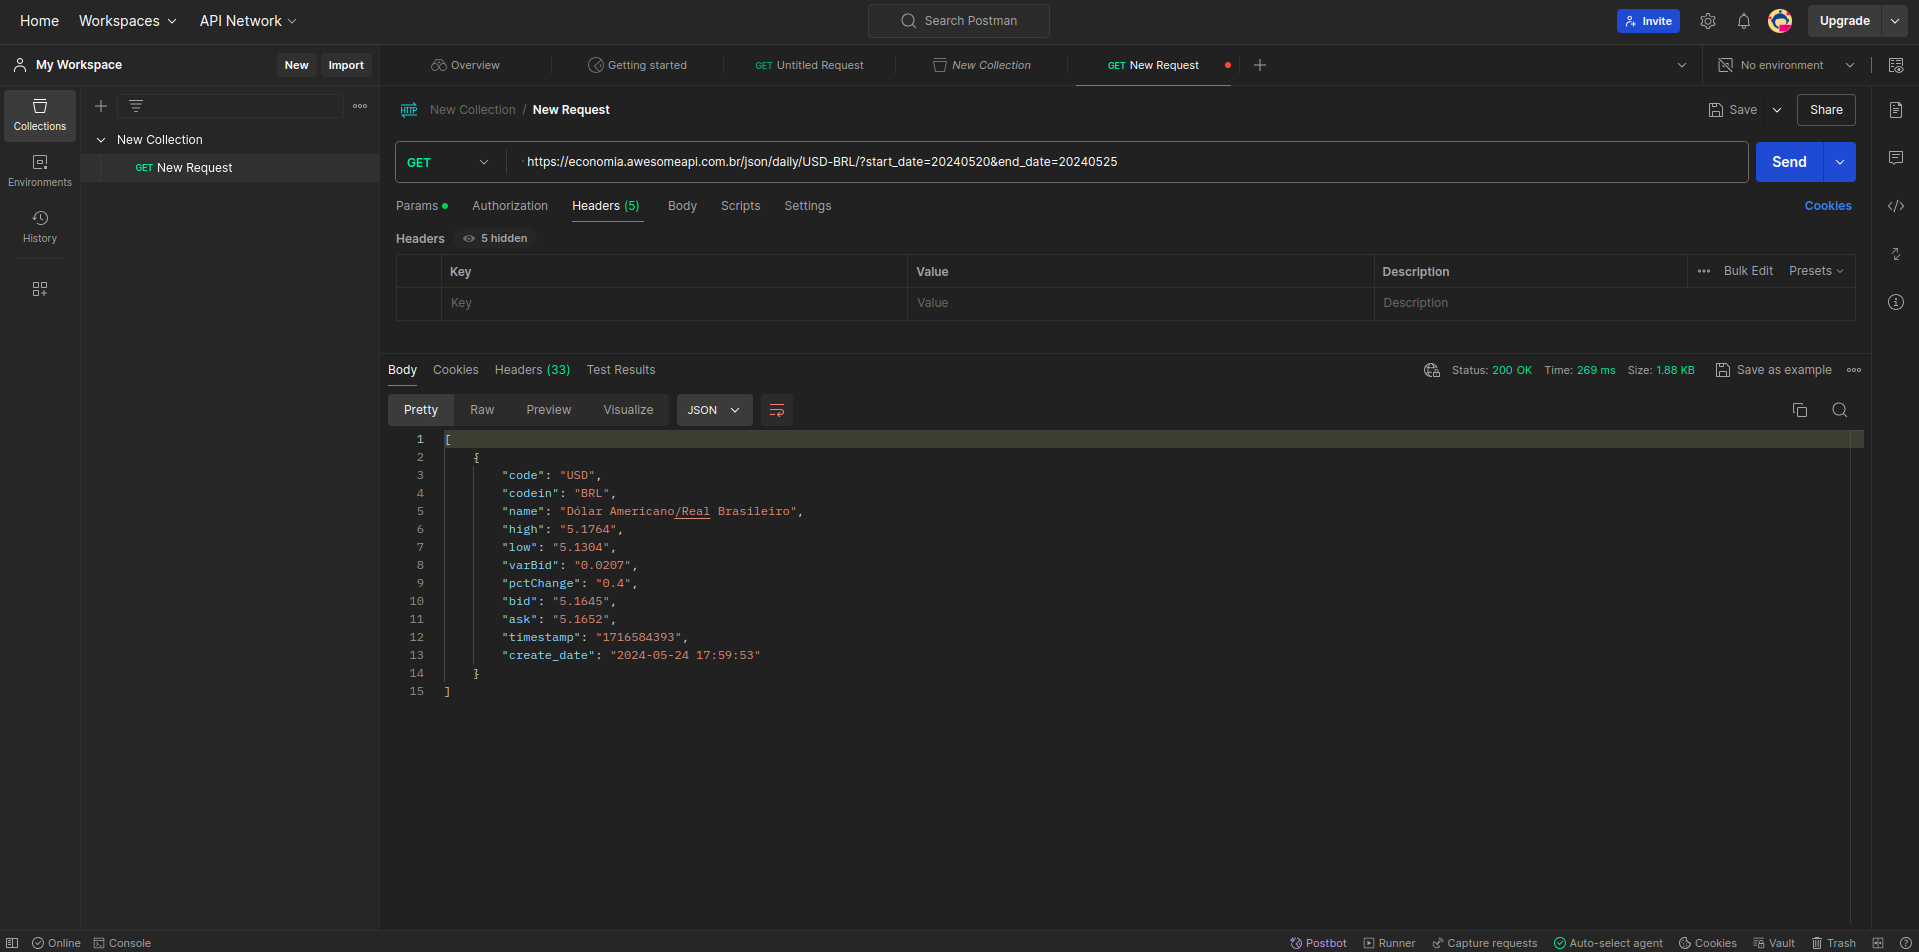 Home Workspaces API Network Search Postman Invite Upgrade
My Workspace New Import Overview Getting started GET Untitled Request New Collection GET New Request No environment
Collections
Environments
History
New Collection
GET New Request
HTTP New Collection / New Request Save Share
GET https://economia.awesomeapi.com.br/json/daily/USD-BRL/?start_date=20240520&end_date=20240525 Send
Params Authorization Headers (5) Body Scripts Settings Cookies
Headers 5 hidden
Key Value Description Bulk Edit Presets
Key Value Description
Body Cookies Headers (33) Test Results Status: 200 OK Time: 269 ms Size: 1.88 KB Save as example
Pretty Raw Preview Visualize JSON
1 [
2 {
3 "code": "USD",
4 "codein": "BRL",
5 "name": "Dólar Americano/Real Brasileiro",
6 "high": "5.1764",
7 "low": "5.1304",
8 "varBid": "0.0207",
9 "pctChange": "0.4",
10 "bid": "5.1645",
11 "ask": "5.1652",
12 "timestamp": "1716584393",
13 "create_date": "2024-05-24 17:59:53"
14 }
15 ]
Online Console Postbot Runner Capture requests Auto-select agent Cookies Vault Trash